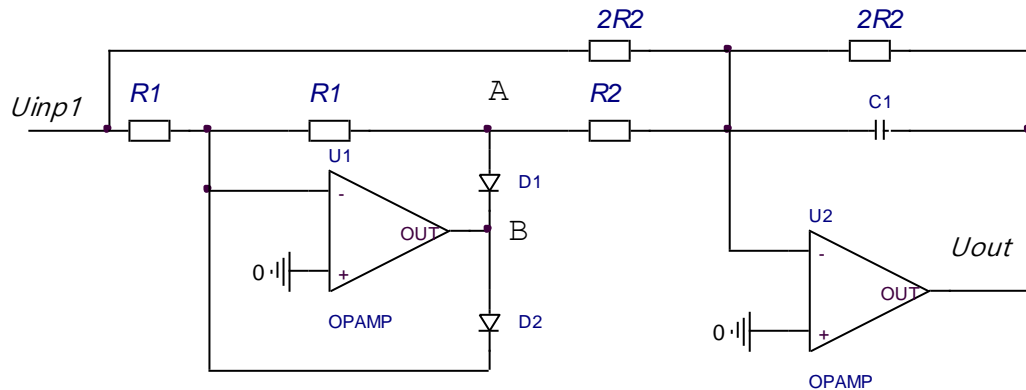 2R2
2R2
Uinp1
R1
R1
A
R2
C1
U1
-
D1
OUT
B
U2
0
+
-
Uout
OPAMP
D2
OUT
0
+
OPAMP